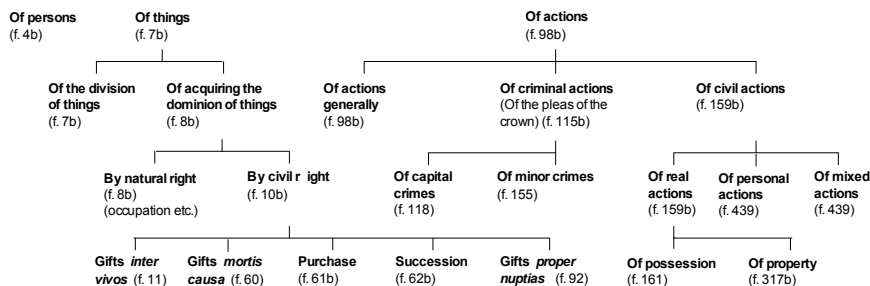 Of persons
(f. 4b)
Of things
(f. 7b)
Of actions
(f. 98b)
Of the division
of things
(f. 7b)
Of acquiring the
dominion of things
(f. 8b)
Of actions
generally
(f. 98b)
Of criminal actions
(Of the pleas of the
crown) (f. 115b)
Of civil actions
(f. 159b)
By natural right
(f. 8b)
(occupation etc.)
By civil r ight
(f. 10b)
Of capital
crimes
(f. 118)
Of minor crimes
(f. 155)
Of real
actions
(f. 159b)
Of personal
actions
(f. 439)
Of mixed
actions
(f. 439)
Gifts inter
vivos (f. 11)
Gifts mortis
causa (f. 60)
Purchase
(f. 61b)
Succession
(f. 62b)
Gifts proper
nuptias (f. 92)
Of possession
(f. 161)
Of property
(f. 317b)